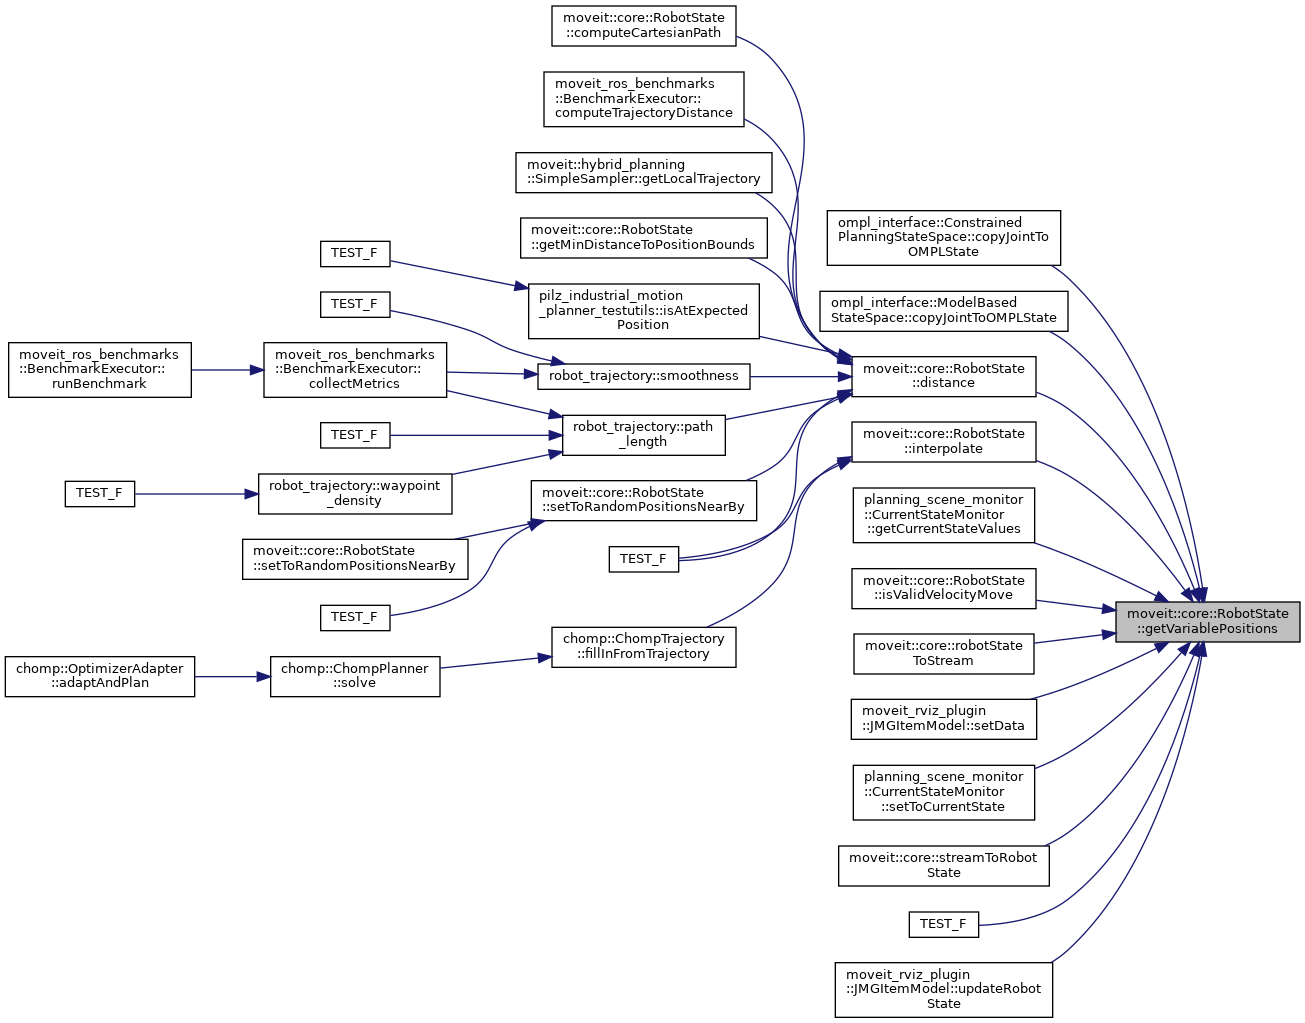 moveit::core::RobotState
::computeCartesianPath
moveit_ros_benchmarks
::BenchmarkExecutor::
computeTrajectoryDistance
moveit::hybrid_planning
::SimpleSampler::getLocalTrajectory
moveit::core::RobotState
::getMinDistanceToPositionBounds
ompl_interface::Constrained
PlanningStateSpace::copyJointTo
OMPLState
TEST_F
pilz_industrial_motion
_planner_testutils::isAtExpected
Position
ompl_interface::ModelBased
StateSpace::copyJointToOMPLState
TEST_F
moveit_ros_benchmarks
::BenchmarkExecutor::
runBenchmark
moveit_ros_benchmarks
::BenchmarkExecutor::
collectMetrics
robot_trajectory::smoothness
moveit::core::RobotState
::distance
TEST_F
robot_trajectory::path
_length
moveit::core::RobotState
::interpolate
TEST_F
robot_trajectory::waypoint
_density
moveit::core::RobotState
::setToRandomPositionsNearBy
planning_scene_monitor
::CurrentStateMonitor
::getCurrentStateValues
moveit::core::RobotState
::setToRandomPositionsNearBy
TEST_F
moveit::core::RobotState
::isValidVelocityMove
TEST_F
moveit::core::RobotState
::getVariablePositions
chomp::ChompTrajectory
::fillInFromTrajectory
moveit::core::robotState
ToStream
chomp::OptimizerAdapter
::adaptAndPlan
chomp::ChompPlanner
::solve
moveit_rviz_plugin
::JMGItemModel::setData
planning_scene_monitor
::CurrentStateMonitor
::setToCurrentState
moveit::core::streamToRobot
State
TEST_F
moveit_rviz_plugin
::JMGItemModel::updateRobot
State